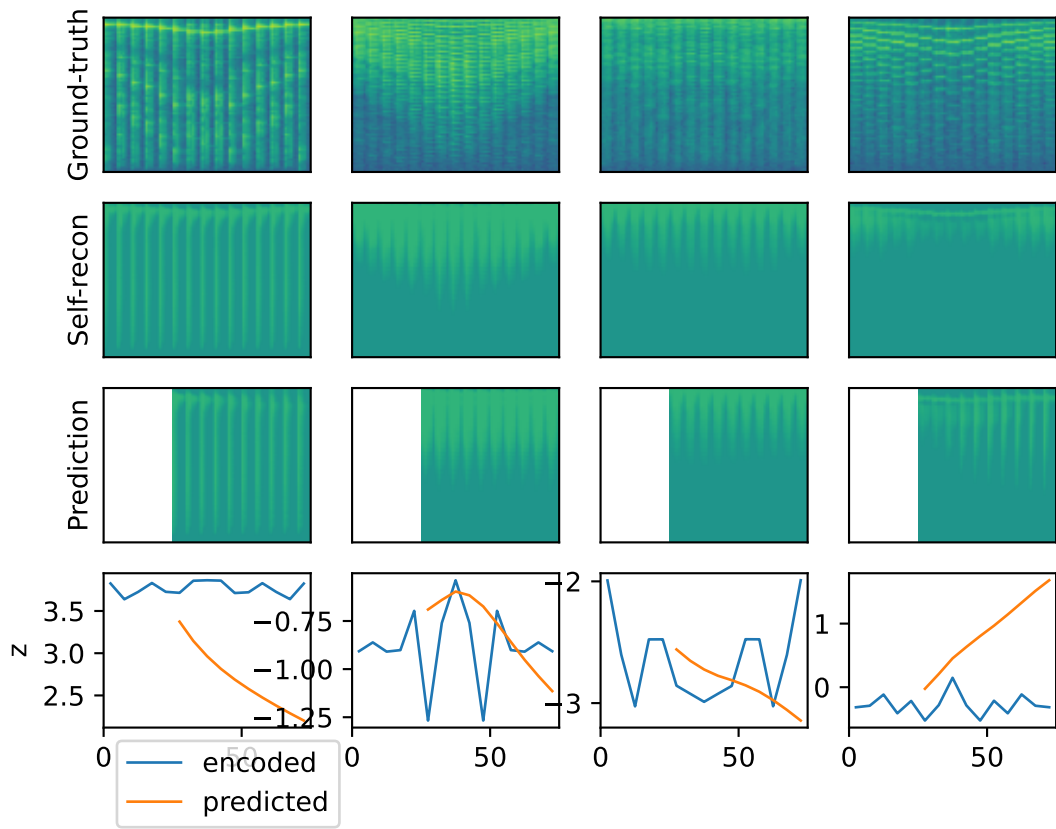 Ground-truth
Self-recon
Prediction
z
3.5
3.0
2.5
−0.75
−1.00
−1.25
−2
−3
1
0
0 50
0 50
0 50
0 50
encoded
predicted